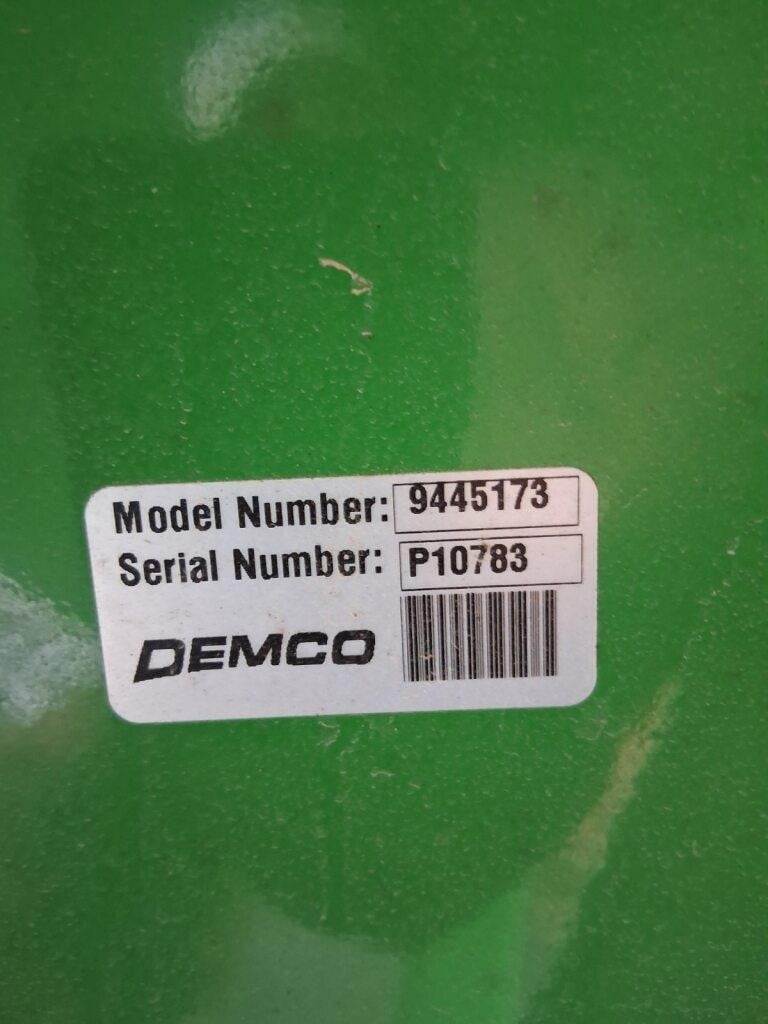 Model Number: 9445173
Serial Number: P10783
DEMCO